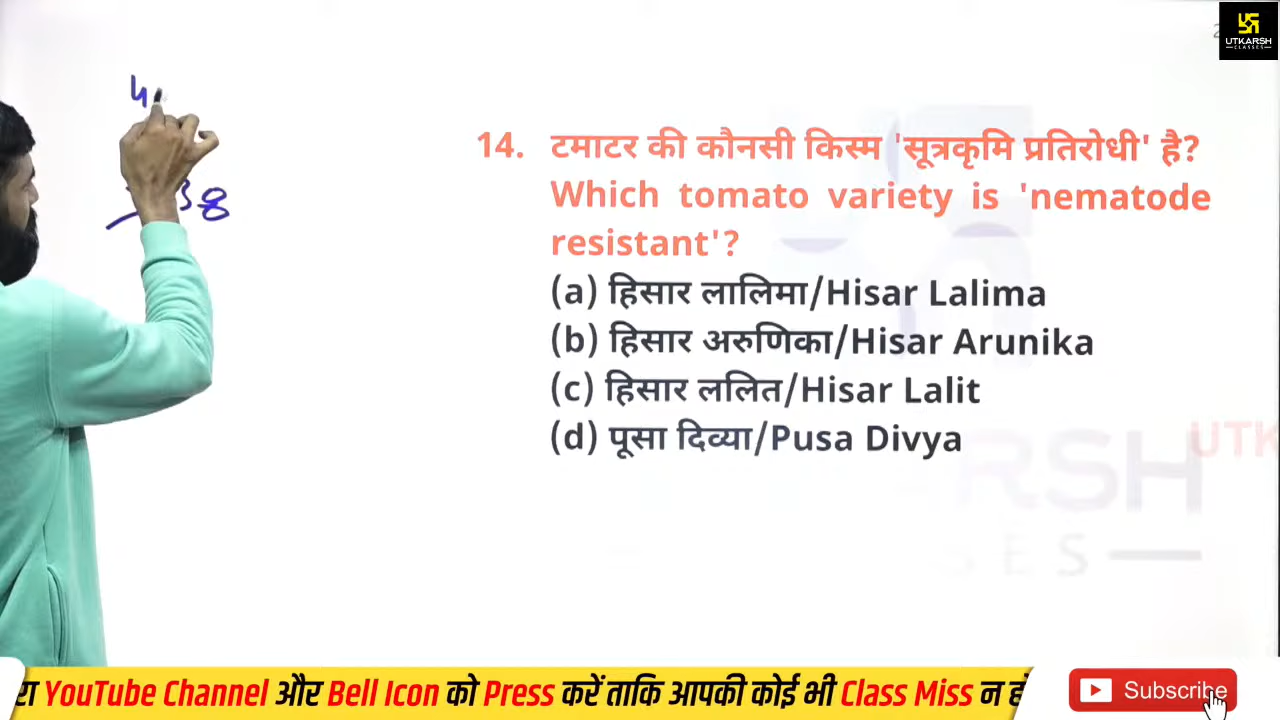 UTKARSH
CLASSES
14. टमाटर की कौनसी किस्म 'सूत्रकृमि प्रतिरोधी' है?
Which tomato variety is 'nematode
resistant'?
(a) हिसार लालिमा/Hisar Lalima
(b) हिसार अरुणिका/Hisar Arunika
(c) हिसार ललित/Hisar Lalit
(d) पूसा दिव्या/Pusa Divya
YouTube Channel और Bell Icon को Press करें ताकि आपकी कोई भी Class Miss न
Subscribe